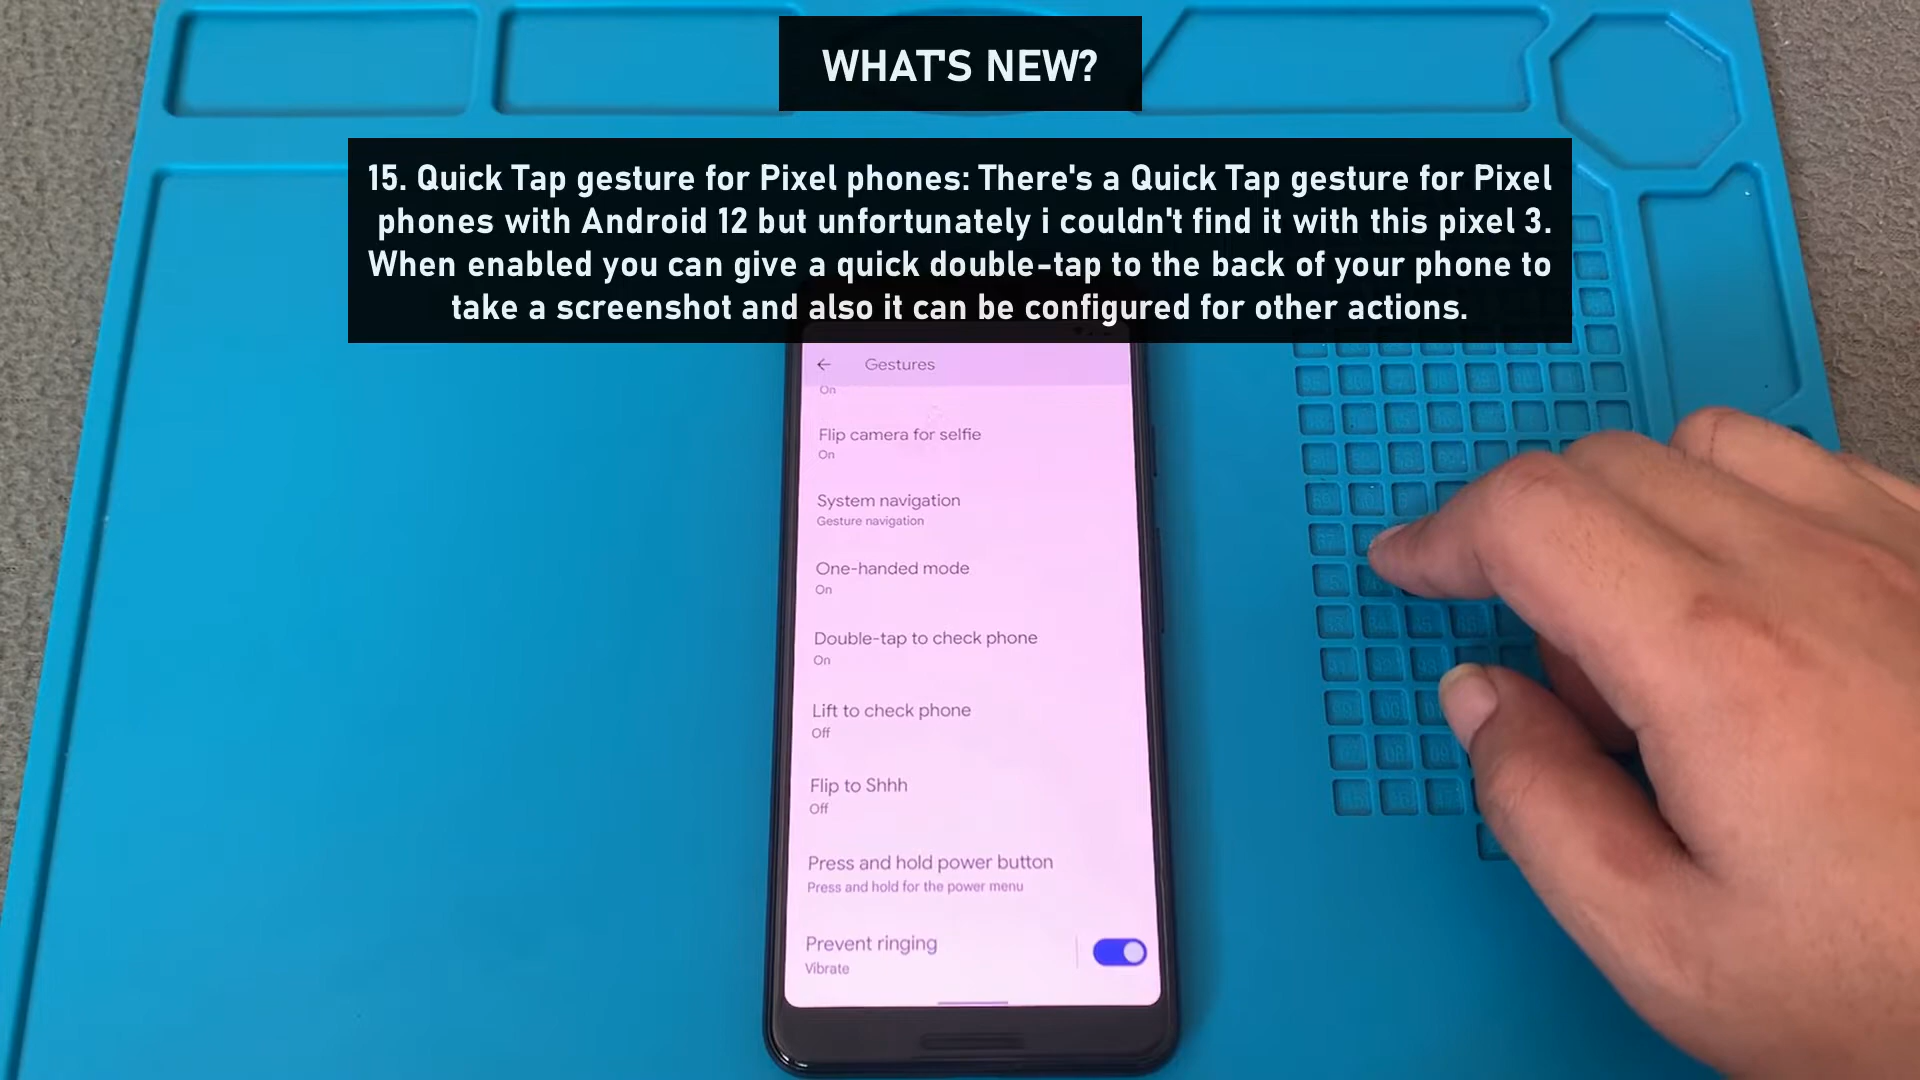 WHAT'S NEW?
15. Quick Tap gesture for Pixel phones: There's a Quick Tap gesture for Pixel
phones with Android 12 but unfortunately i couldn't find it with this pixel 3.
When enabled you can give a quick double-tap to the back of your phone to
take a screenshot and also it can be configured for other actions.
Gestures
On
Flip camera for selfie
On
System navigation
Gesture navigation
One-handed mode
On
Double-tap to check phone
On
Lift to check phone
Off
Flip to Shhh
Off
Press and hold power button
Press and hold for the power menu
Prevent ringing
Vibrate